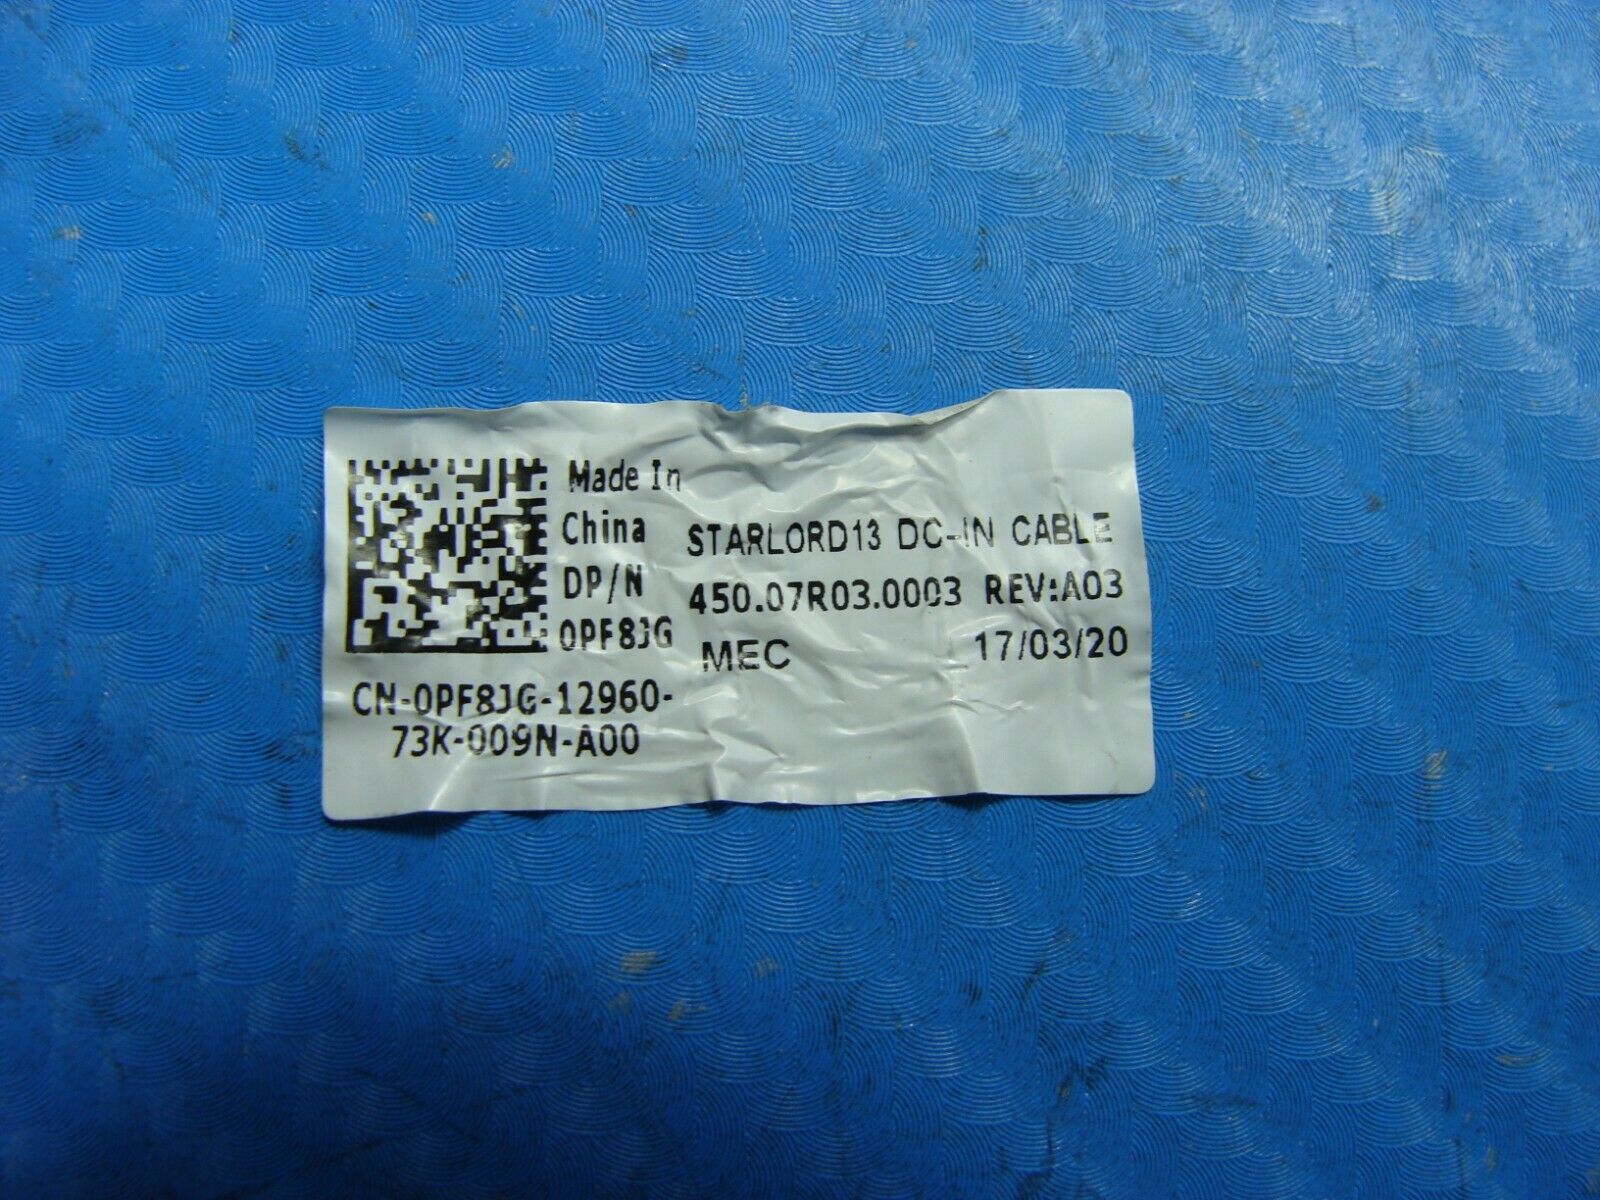 Made In
China
DP/N
0PF8JG
CN-0PF8JG-12960-
73K-009N-A00
STARLORD13 DC-IN CABLE
450.07R03.0003 REV:A03
MEC 17/03/20